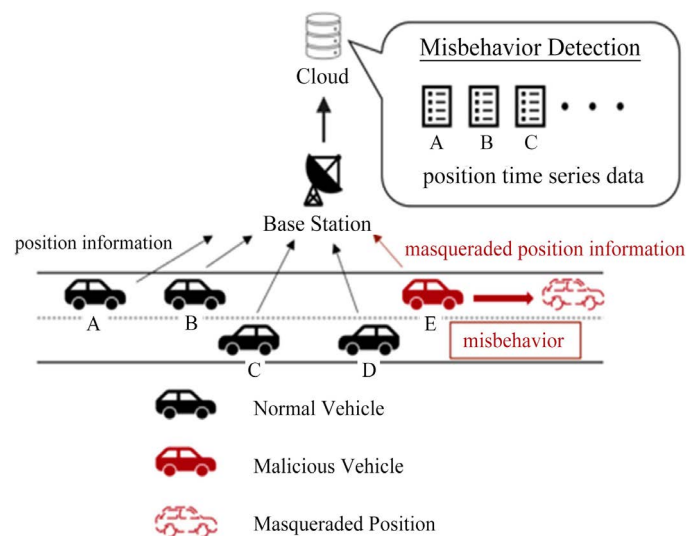 Misbehavior Detection
Cloud
A B C • • •
position time series data
Base Station
position information
masqueraded position information
A B E
misbehavior
C D
Normal Vehicle
Malicious Vehicle
Masqueraded Position